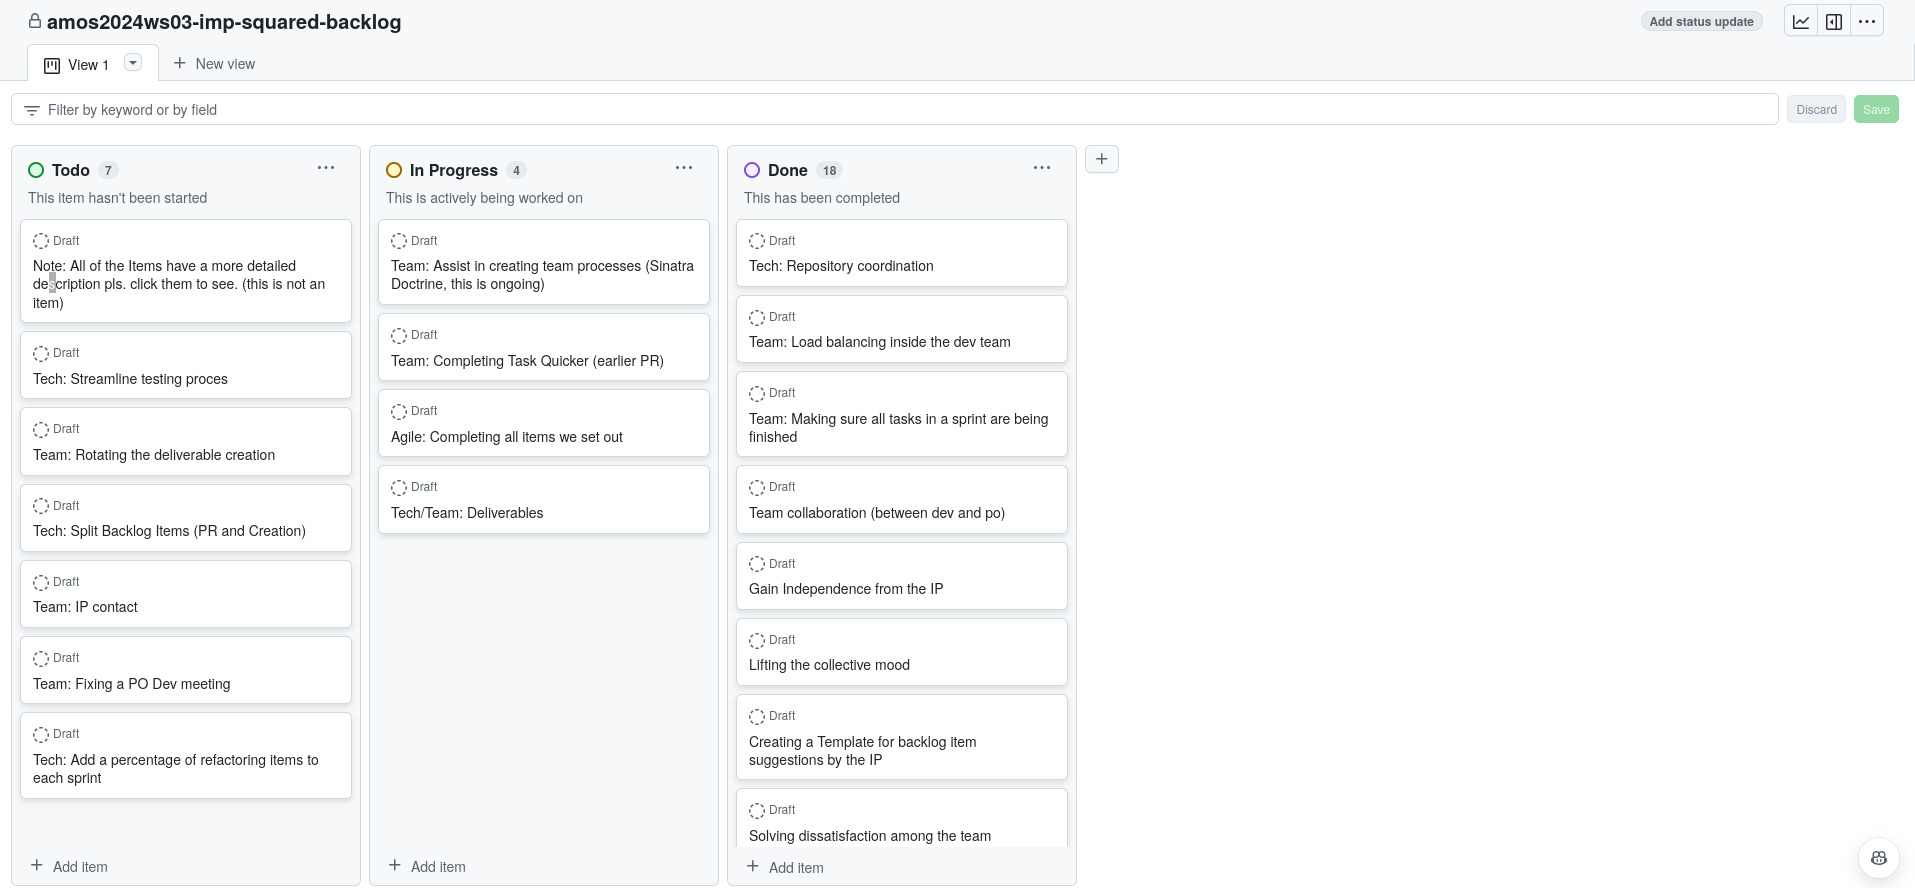 amos2024ws03-imp-squared-backlog
Add status update
View 1
New view
Filter by keyword or by field
Discard
Save
Todo 7
This item hasn't been started
Draft
Note: All of the Items have a more detailed
description pls. click them to see. (this is not an
item)
Draft
Tech: Streamline testing proces
Draft
Team: Rotating the deliverable creation
Draft
Tech: Split Backlog Items (PR and Creation)
Draft
Team: IP contact
Draft
Team: Fixing a PO Dev meeting
Draft
Tech: Add a percentage of refactoring items to
each sprint
Add item
In Progress 4
This is actively being worked on
Draft
Team: Assist in creating team processes (Sinatra
Doctrine, this is ongoing)
Draft
Team: Completing Task Quicker (earlier PR)
Draft
Agile: Completing all items we set out
Draft
Tech/Team: Deliverables
Add item
Done 18
This has been completed
Draft
Tech: Repository coordination
Draft
Team: Load balancing inside the dev team
Draft
Team: Making sure all tasks in a sprint are being
finished
Draft
Team collaboration (between dev and po)
Draft
Gain Independence from the IP
Draft
Lifting the collective mood
Draft
Creating a Template for backlog item
suggestions by the IP
Draft
Solving dissatisfaction among the team
Add item